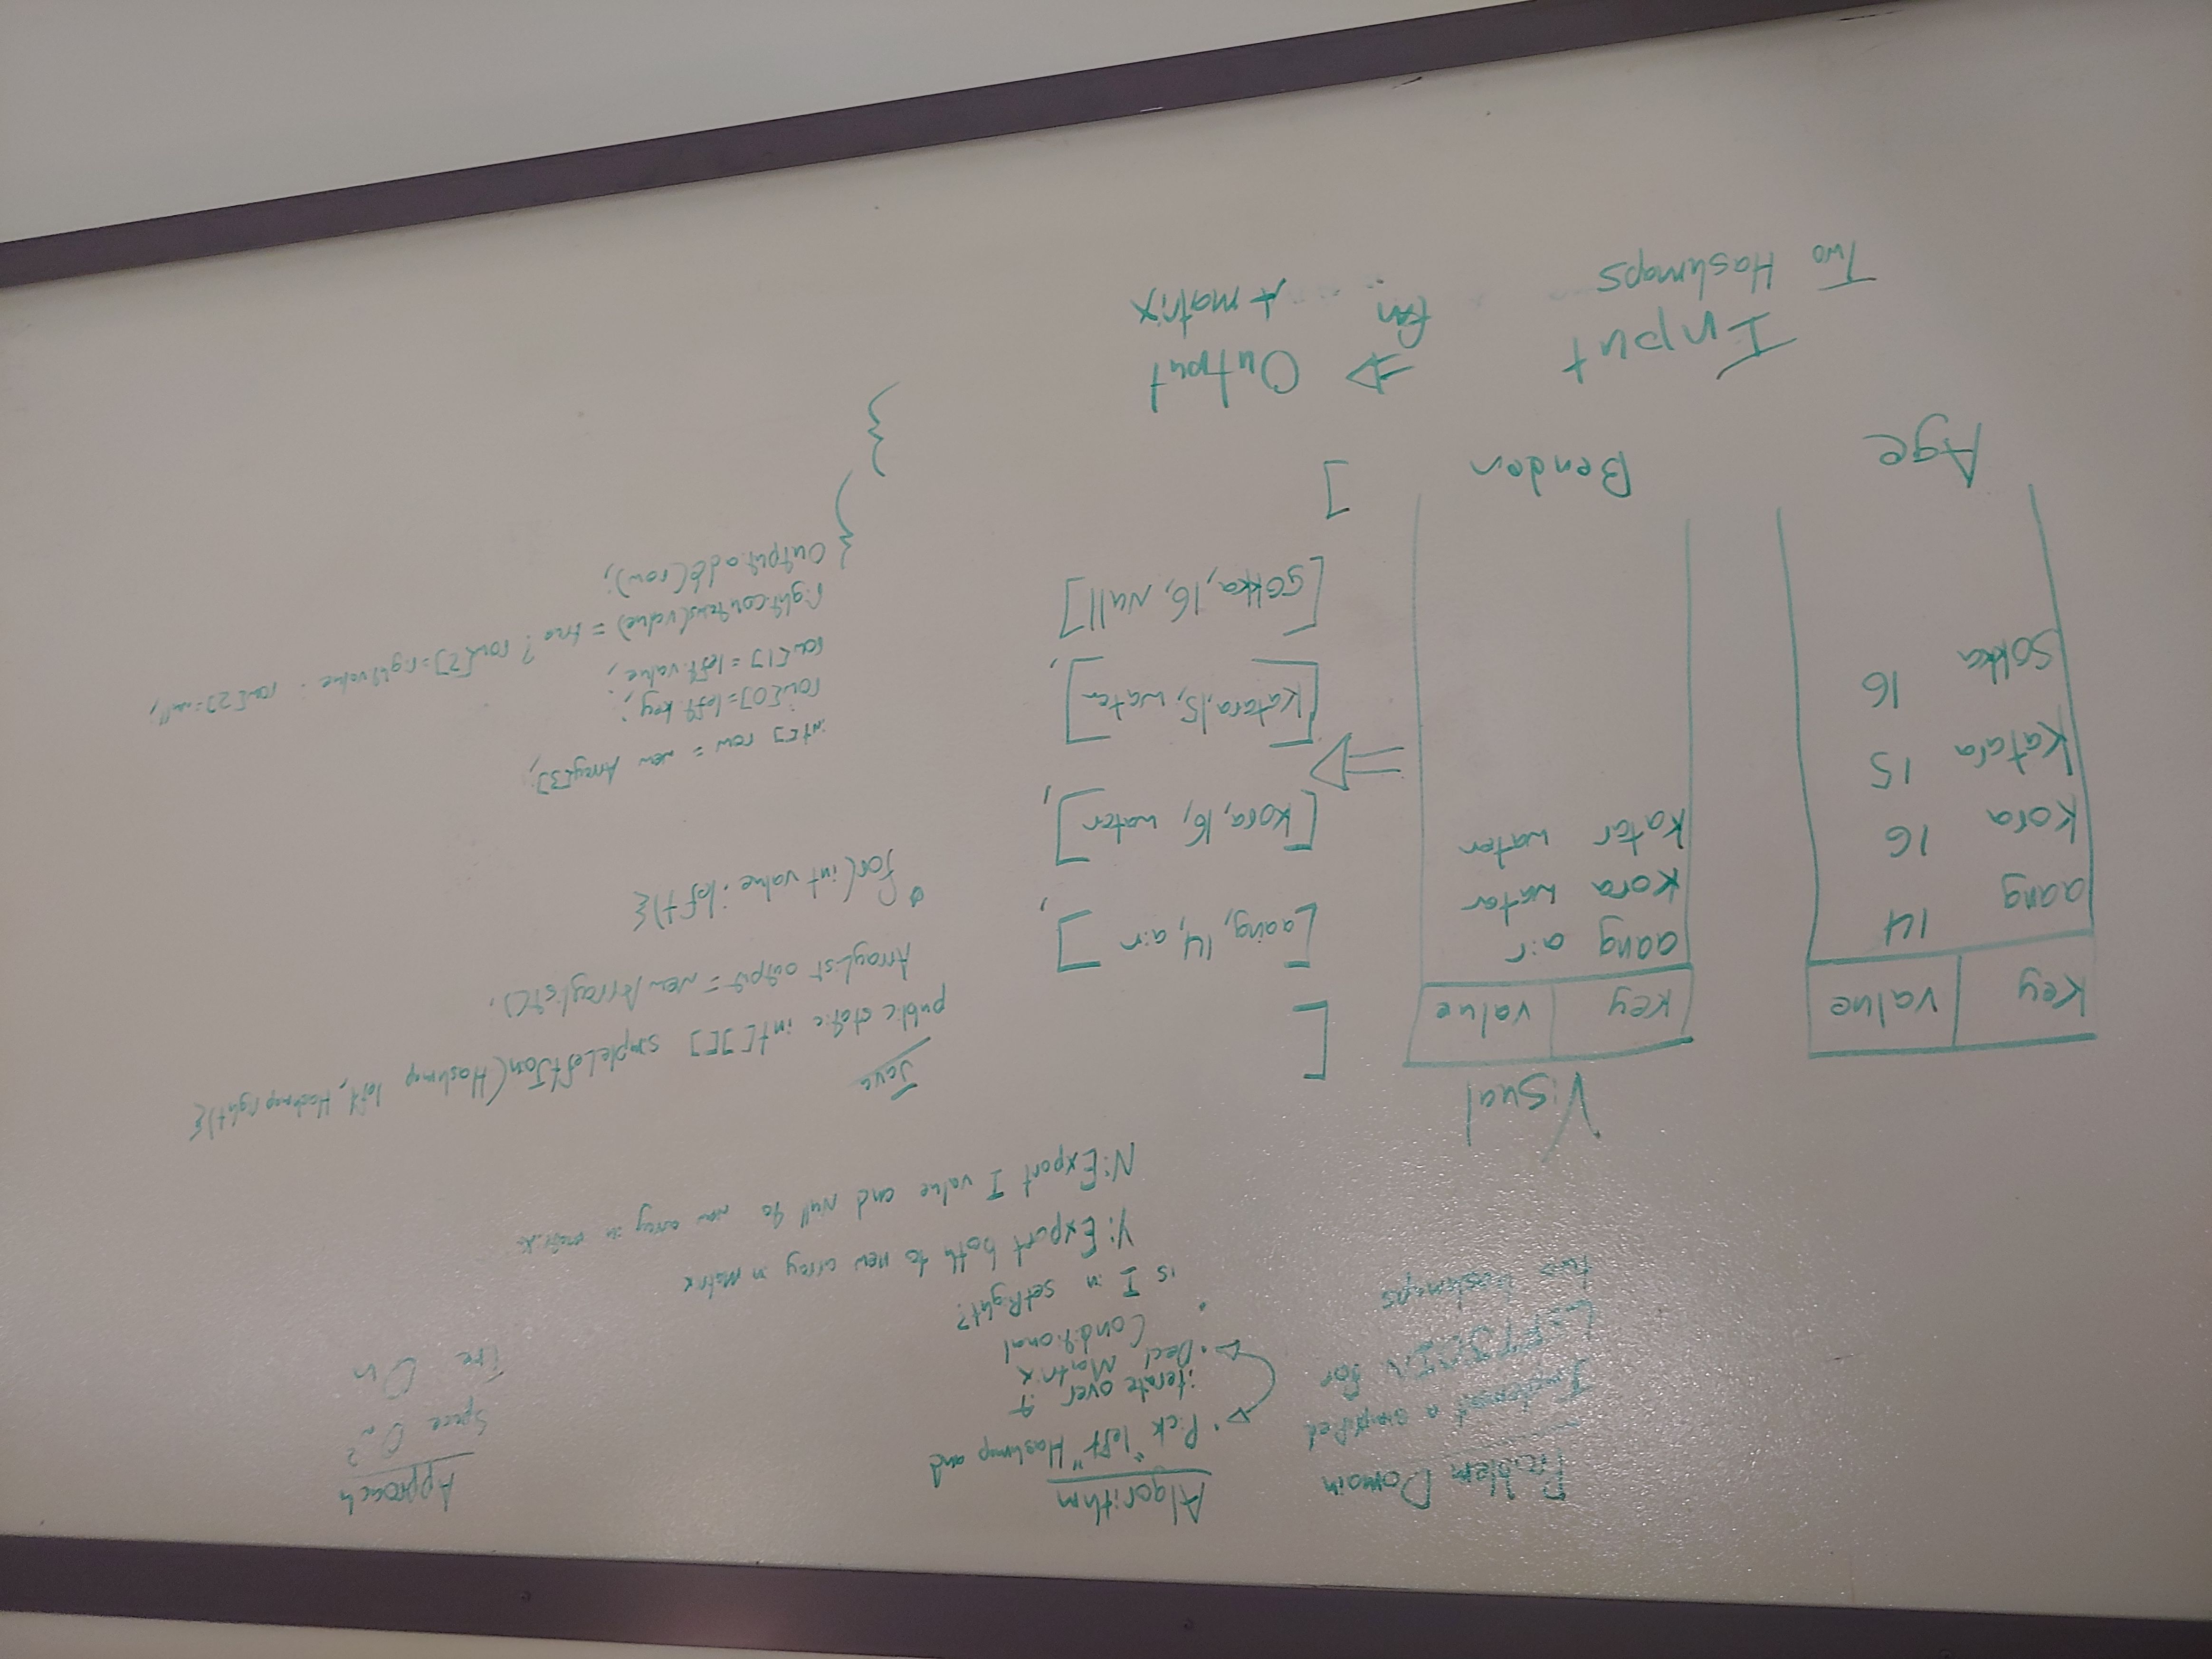 Problem Domain
Implement a simplified
LEFT JOIN for
two hashmaps
Algorithm
• Pick "left" Hashmap and
iterate over it
• Decl Matrix
• Conditional
is I in setRight?
Y: Export both to new array in Matrix
N: Export I value and Null to new array in matrix
Approach
Space On²
Time On
Visual
Key | Value
aang 14
Kora 16
Katara 15
Sokka 16
Age
Key | Value
aang air
Kora water
Katar water
Bender
⇒
[
[aang, 14, air],
[Kora, 16, water],
[Katara, 15, water],
[Sokka, 16, Null]
]
Input ⇒ Output
Two Hashmaps
A matrix
Java
public static int[][] simpleLeftJoin(Hashmap left, Hashmap right){
ArrayList output = new ArrayList();
for(int value : left){
int[] row = new Array[3];
row[0] = left.key;
row[1] = left.value;
right.contains(value) = true ? row[2] = right.value : row[2] = null;
output.add(row);
}
}